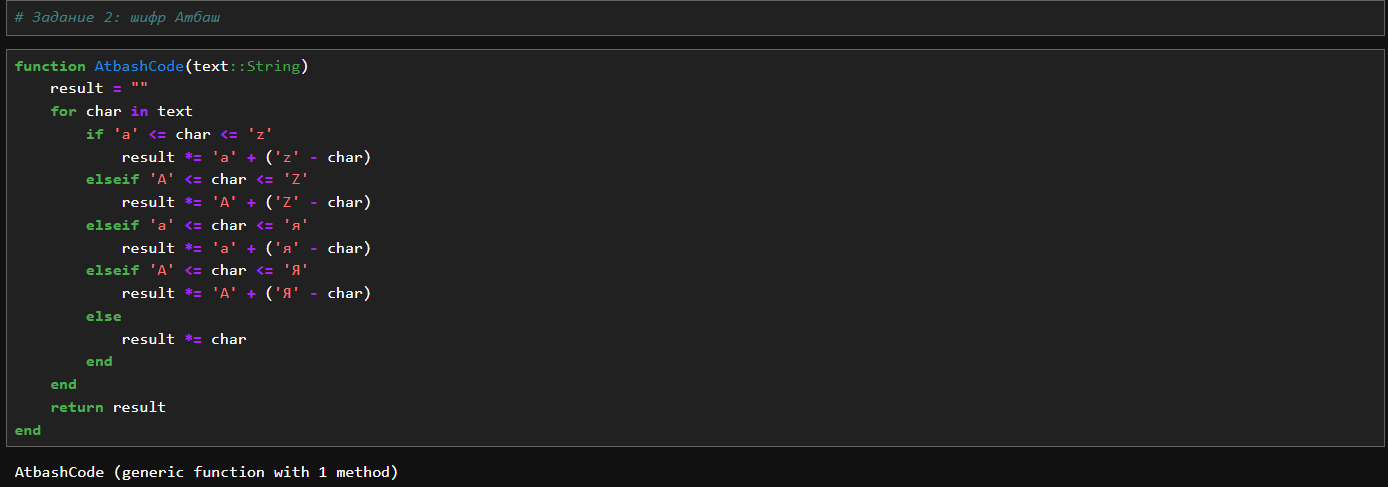 # Задание 2: шифр Атбаш
function AtbashCode(text::String)
    result = ""
    for char in text
        if 'a' <= char <= 'z'
            result *= 'a' + ('z' - char)
        elseif 'A' <= char <= 'Z'
            result *= 'A' + ('Z' - char)
        elseif 'а' <= char <= 'я'
            result *= 'а' + ('я' - char)
        elseif 'А' <= char <= 'Я'
            result *= 'А' + ('Я' - char)
        else
            result *= char
        end
    end
    return result
end
AtbashCode (generic function with 1 method)